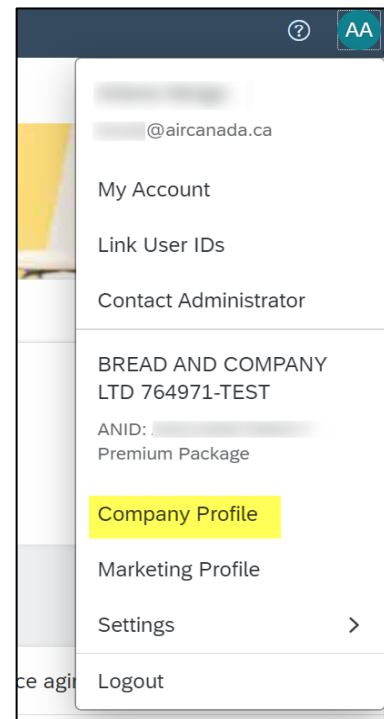 AA
@aircanada.ca
My Account
Link User IDs
Contact Administrator
BREAD AND COMPANY
LTD 764971-TEST
ANID:
Premium Package
Company Profile
Marketing Profile
Settings
ce agi
Logout